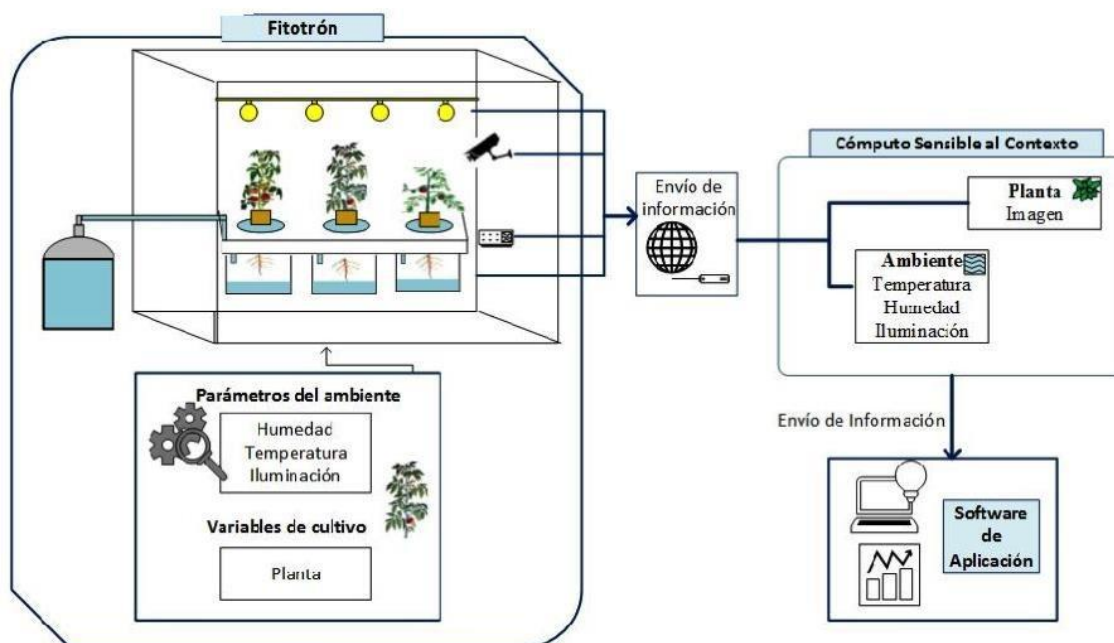 Fitotrón
Parámetros del ambiente
Humedad
Temperatura
Iluminación
Variables de cultivo
Planta
Envío de
información
Cómputo Sensible al Contexto
Planta
Imagen
Ambiente
Temperatura
Humedad
Iluminación
Envío de Información
Software
de
Aplicación